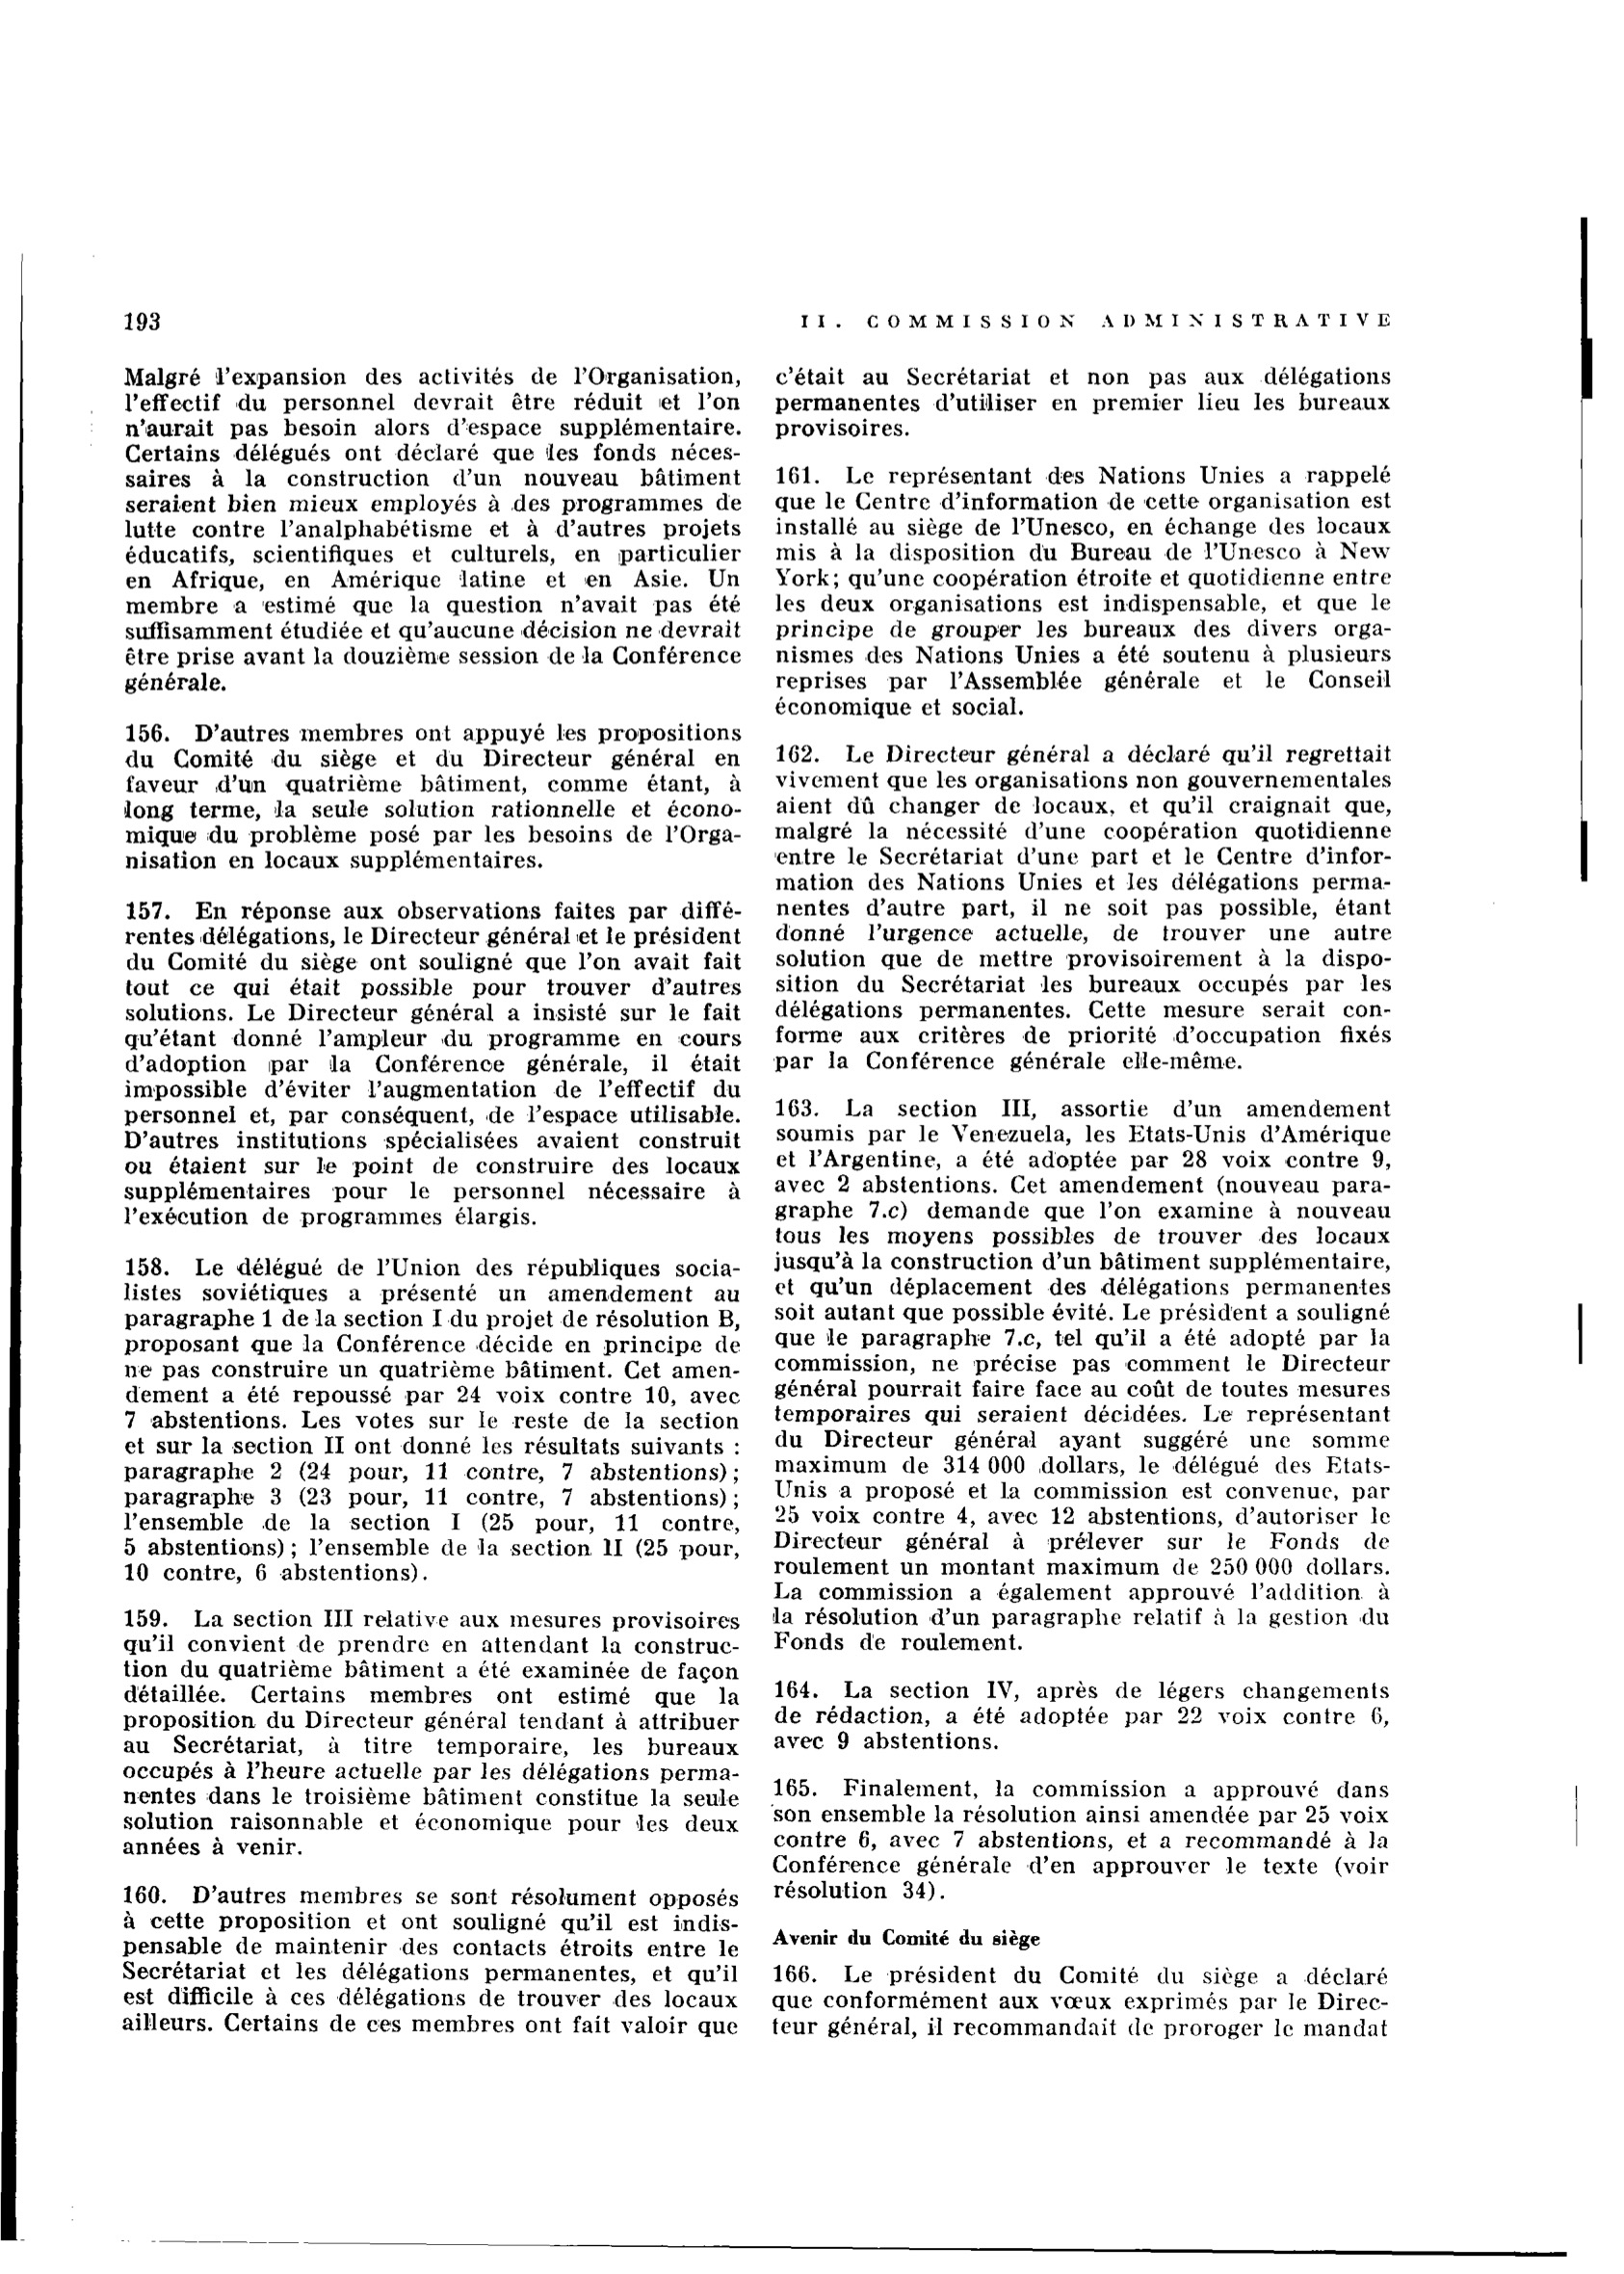 193
II. COMMISSION ADMINISTRATIVE
Malgré l'expansion des activités de l'Organisation,
l'effectif du personnel devrait être réduit et l'on
n'aurait pas besoin alors d'espace supplémentaire.
Certains délégués ont déclaré que les fonds néces-
saires à la construction d'un nouveau bâtiment
seraient bien mieux employés à des programmes de
lutte contre l'analphabétisme et à d'autres projets
éducatifs, scientifiques et culturels, en particulier
en Afrique, en Amérique latine et en Asie. Un
membre a estimé que la question n'avait pas été
suffisamment étudiée et qu'aucune décision ne devrait
être prise avant la douzième session de la Conférence
générale.
156. D'autres membres ont appuyé les propositions
du Comité du siège et du Directeur général en
faveur d'un quatrième bâtiment, comme étant, à
long terme, la seule solution rationnelle et écono-
mique du problème posé par les besoins de l'Orga-
nisation en locaux supplémentaires.
157. En réponse aux observations faites par diffé-
rentes délégations, le Directeur général et le président
du Comité du siège ont souligné que l'on avait fait
tout ce qui était possible pour trouver d'autres
solutions. Le Directeur général a insisté sur le fait
qu'étant donné l'ampleur du programme en cours
d'adoption par la Conférence générale, il était
impossible d'éviter l'augmentation de l'effectif du
personnel et, par conséquent, de l'espace utilisable.
D'autres institutions spécialisées avaient construit
ou étaient sur le point de construire des locaux
supplémentaires pour le personnel nécessaire à
l'exécution de programmes élargis.
158. Le délégué de l'Union des républiques socia-
listes soviétiques a présenté un amendement au
paragraphe 1 de la section I du projet de résolution B,
proposant que la Conférence décide en principe de
ne pas construire un quatrième bâtiment. Cet amen-
dement a été repoussé par 24 voix contre 10, avec
7 abstentions. Les votes sur le reste de la section
et sur la section II ont donné les résultats suivants :
paragraphe 2 (24 pour, 11 contre, 7 abstentions) ;
paragraphe 3 (23 pour, 11 contre, 7 abstentions) ;
l'ensemble de la section I (25 pour, 11 contre,
5 abstentions) ; l'ensemble de la section II (25 pour,
10 contre, 6 abstentions).
159. La section III relative aux mesures provisoires
qu'il convient de prendre en attendant la construc-
tion du quatrième bâtiment a été examinée de façon
détaillée. Certains membres ont estimé que la
proposition du Directeur général tendant à attribuer
au Secrétariat, à titre temporaire, les bureaux
occupés à l'heure actuelle par les délégations perma-
nentes dans le troisième bâtiment constitue la seule
solution raisonnable et économique pour les deux
années à venir.
160. D'autres membres se sont résolument opposés
à cette proposition et ont souligné qu'il est indis-
pensable de maintenir des contacts étroits entre le
Secrétariat et les délégations permanentes, et qu'il
est difficile à ces délégations de trouver des locaux
ailleurs. Certains de ces membres ont fait valoir que
c'était au Secrétariat et non pas aux délégations
permanentes d'utiliser en premier lieu les bureaux
provisoires.
161. Le représentant des Nations Unies a rappelé
que le Centre d'information de cette organisation est
installé au siège de l'Unesco, en échange des locaux
mis à la disposition du Bureau de l'Unesco à New
York; qu'une coopération étroite et quotidienne entre
les deux organisations est indispensable, et que le
principe de grouper les bureaux des divers orga-
nismes des Nations Unies a été soutenu à plusieurs
reprises par l'Assemblée générale et le Conseil
économique et social.
162. Le Directeur général a déclaré qu'il regrettait
vivement que les organisations non gouvernementales
aient dû changer de locaux, et qu'il craignait que,
malgré la nécessité d'une coopération quotidienne
entre le Secrétariat d'une part et le Centre d'infor-
mation des Nations Unies et les délégations perma-
nentes d'autre part, il ne soit pas possible, étant
donné l'urgence actuelle, de trouver une autre
solution que de mettre provisoirement à la dispo-
sition du Secrétariat les bureaux occupés par les
délégations permanentes. Cette mesure serait con-
forme aux critères de priorité d'occupation fixés
par la Conférence générale elle-même.
163. La section III, assortie d'un amendement
soumis par le Venezuela, les Etats-Unis d'Amérique
et l'Argentine, a été adoptée par 28 voix contre 9,
avec 2 abstentions. Cet amendement (nouveau para-
graphe 7.c) demande que l'on examine à nouveau
tous les moyens possibles de trouver des locaux
jusqu'à la construction d'un bâtiment supplémentaire,
et qu'un déplacement des délégations permanentes
soit autant que possible évité. Le président a souligné
que le paragraphe 7.c, tel qu'il a été adopté par la
commission, ne précise pas comment le Directeur
général pourrait faire face au coût de toutes mesures
temporaires qui seraient décidées. Le représentant
du Directeur général ayant suggéré une somme
maximum de 314 000 dollars, le délégué des Etats-
Unis a proposé et la commission est convenue, par
25 voix contre 4, avec 12 abstentions, d'autoriser le
Directeur général à prélever sur le Fonds de
roulement un montant maximum de 250 000 dollars.
La commission a également approuvé l'addition à
la résolution d'un paragraphe relatif à la gestion du
Fonds de roulement.
164. La section IV, après de légers changements
de rédaction, a été adoptée par 22 voix contre 6,
avec 9 abstentions.
165. Finalement, la commission a approuvé dans
son ensemble la résolution ainsi amendée par 25 voix
contre 6, avec 7 abstentions, et a recommandé à la
Conférence générale d'en approuver le texte (voir
résolution 34).
Avenir du Comité du siège
166. Le président du Comité du siège a déclaré
que conformément aux vœux exprimés par le Direc-
teur général, il recommandait de proroger le mandat